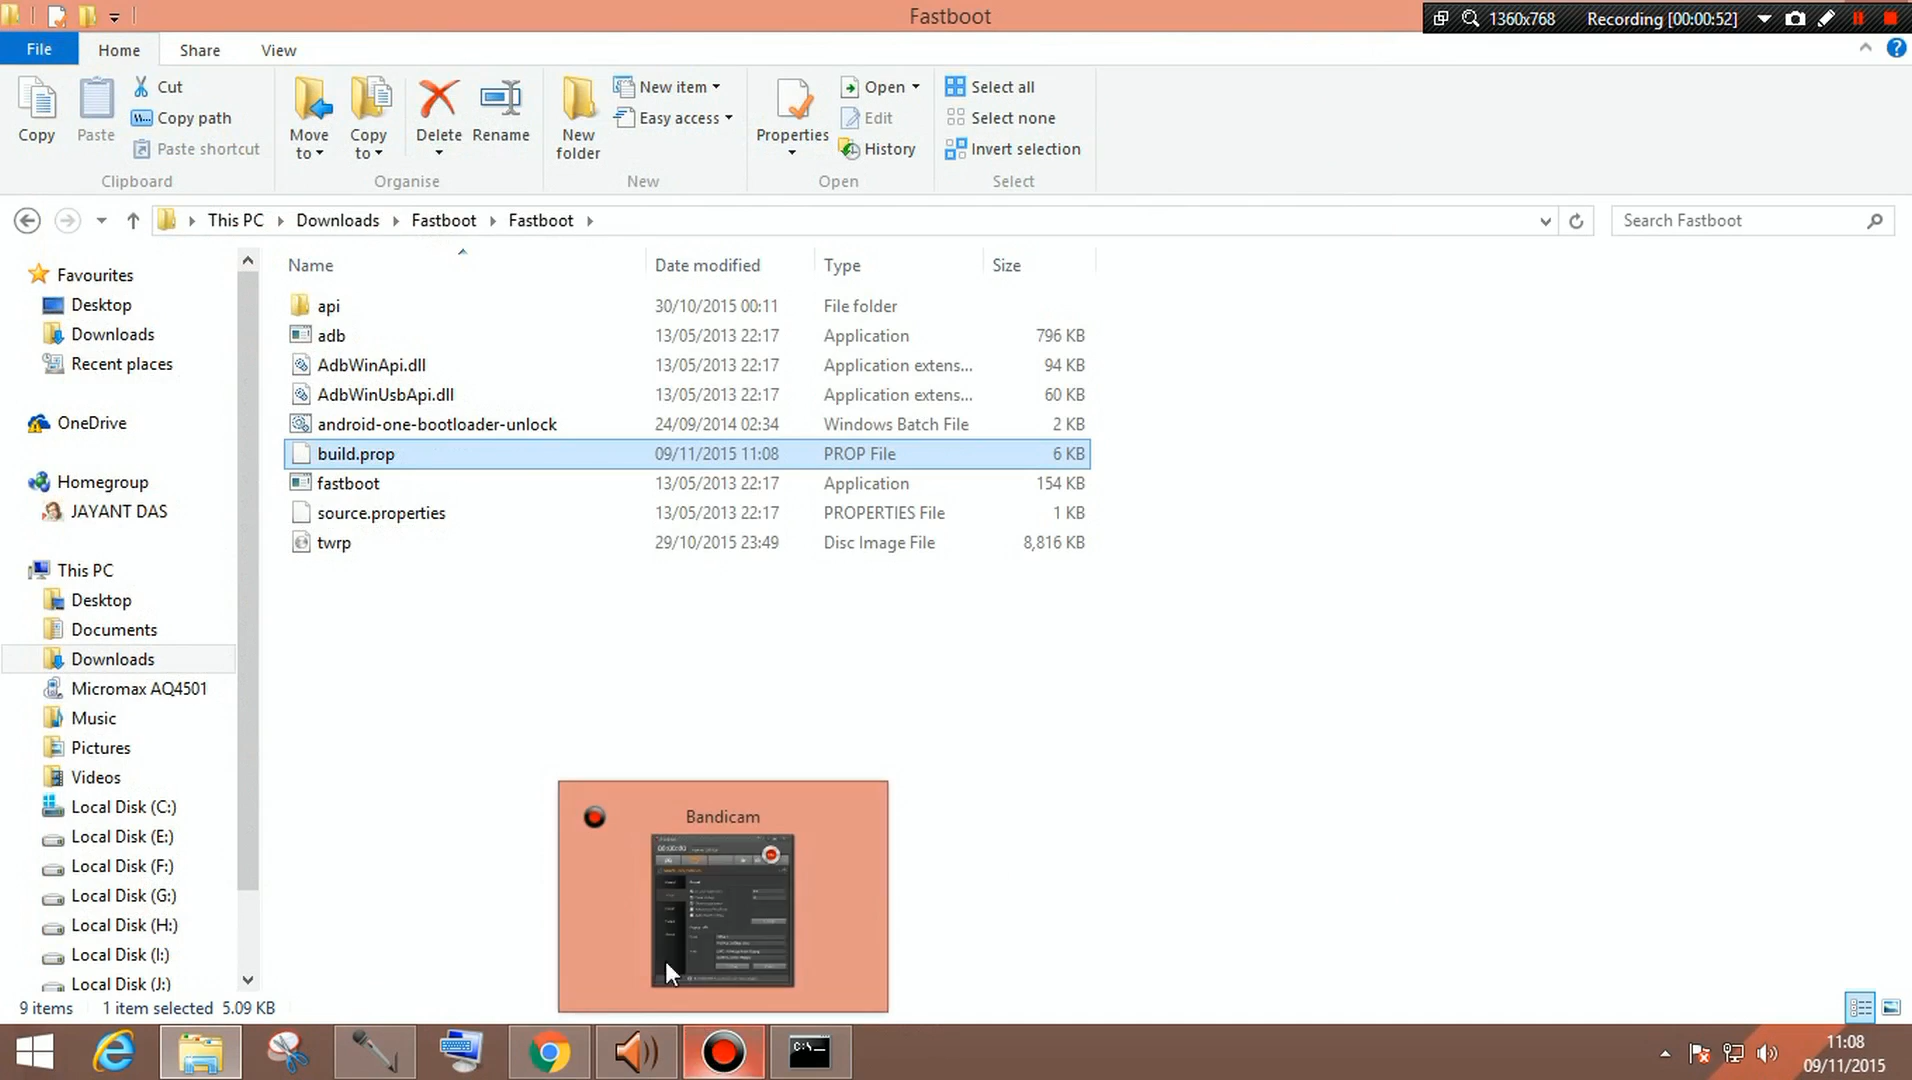 Fastboot
1360x768 Recording [00:00:52]
File Home Share View
Copy
Paste
Cut
Copy path
Paste shortcut
Clipboard
Move to
Copy to
Delete
Rename
Organise
New folder
New item
Easy access
New
Properties
Open
Edit
History
Open
Select all
Select none
Invert selection
Select
This PC Downloads Fastboot Fastboot
Search Fastboot
Name Date modified Type Size
api 30/10/2015 00:11 File folder
adb 13/05/2013 22:17 Application 796 KB
AdbWinApi.dll 13/05/2013 22:17 Application extens... 94 KB
AdbWinUsbApi.dll 13/05/2013 22:17 Application extens... 60 KB
android-one-bootloader-unlock 24/09/2014 02:34 Windows Batch File 2 KB
build.prop 09/11/2015 11:08 PROP File 6 KB
fastboot 13/05/2013 22:17 Application 154 KB
source.properties 13/05/2013 22:17 PROPERTIES File 1 KB
twrp 29/10/2015 23:49 Disc Image File 8,816 KB
Favourites
Desktop
Downloads
Recent places
OneDrive
Homegroup
JAYANT DAS
This PC
Desktop
Documents
Downloads
Micromax AQ4501
Music
Pictures
Videos
Local Disk (C:)
Local Disk (E:)
Local Disk (F:)
Local Disk (G:)
Local Disk (H:)
Local Disk (I:)
Local Disk (J:)
Bandicam
9 items 1 item selected 5.09 KB
C:\_
11:08
09/11/2015